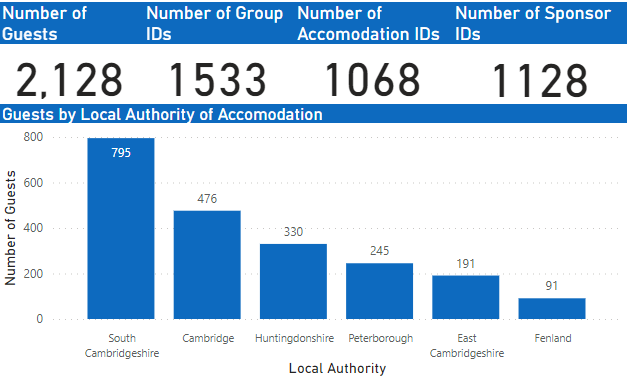 Number of Guests
Number of Group IDs
Number of Accomodation IDs
Number of Sponsor IDs
2,128
1533
1068
1128
Guests by Local Authority of Accomodation
Number of Guests
800
600
400
200
0
795
476
330
245
191
91
South Cambridgeshire
Cambridge
Huntingdonshire
Peterborough
East Cambridgeshire
Fenland
Local Authority